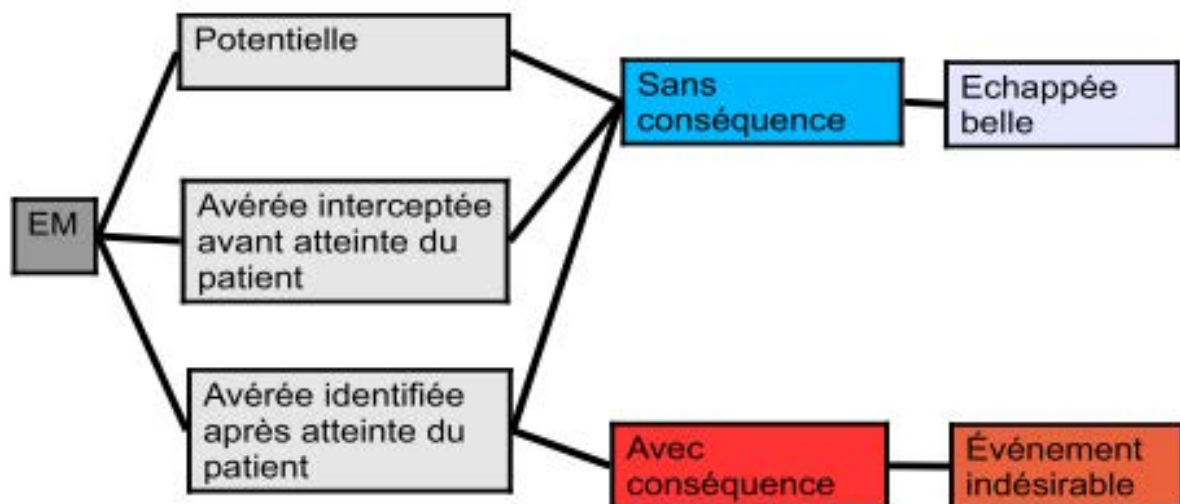 Potentielle
EM
Avérée interceptée
avant atteinte du
patient
Avérée identifiée
après atteinte du
patient
Sans
conséquence
Echappée
belle
Avec
conséquence
Événement
indésirable